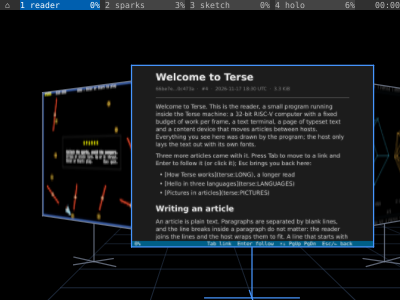 ⌂ 1 reader 0% 2 sparks 3% 3 sketch 0% 4 holo 6% 00:00
Welcome to Terse
Welcome to Terse. This is the reader, a small program running
inside the Terse machine: a 32-bit RISC-V computer with a fixed
budget of work per frame, a text terminal, a page of typeset text
and a content device that moves articles between hosts.
Everything you see here was drawn by the program; the host only
lays the text out with its own fonts.
Three more articles came with it. Press Tab to move to a link and
Enter to follow it (or click it); Esc brings you back here:
• [How Terse works](terse:LONG), a longer read
• [Hello in three languages](terse:LANGUAGES)
• [Pictures in articles](terse:PICTURES)
Writing an article
An article is plain text. Paragraphs are separated by blank lines,
and the line breaks inside a paragraph do not matter: the reader
joins the lines and the host wraps them to fit. A line that starts with
0% Tab link Enter follow ↑↓ PgUp PgDn Esc/← back